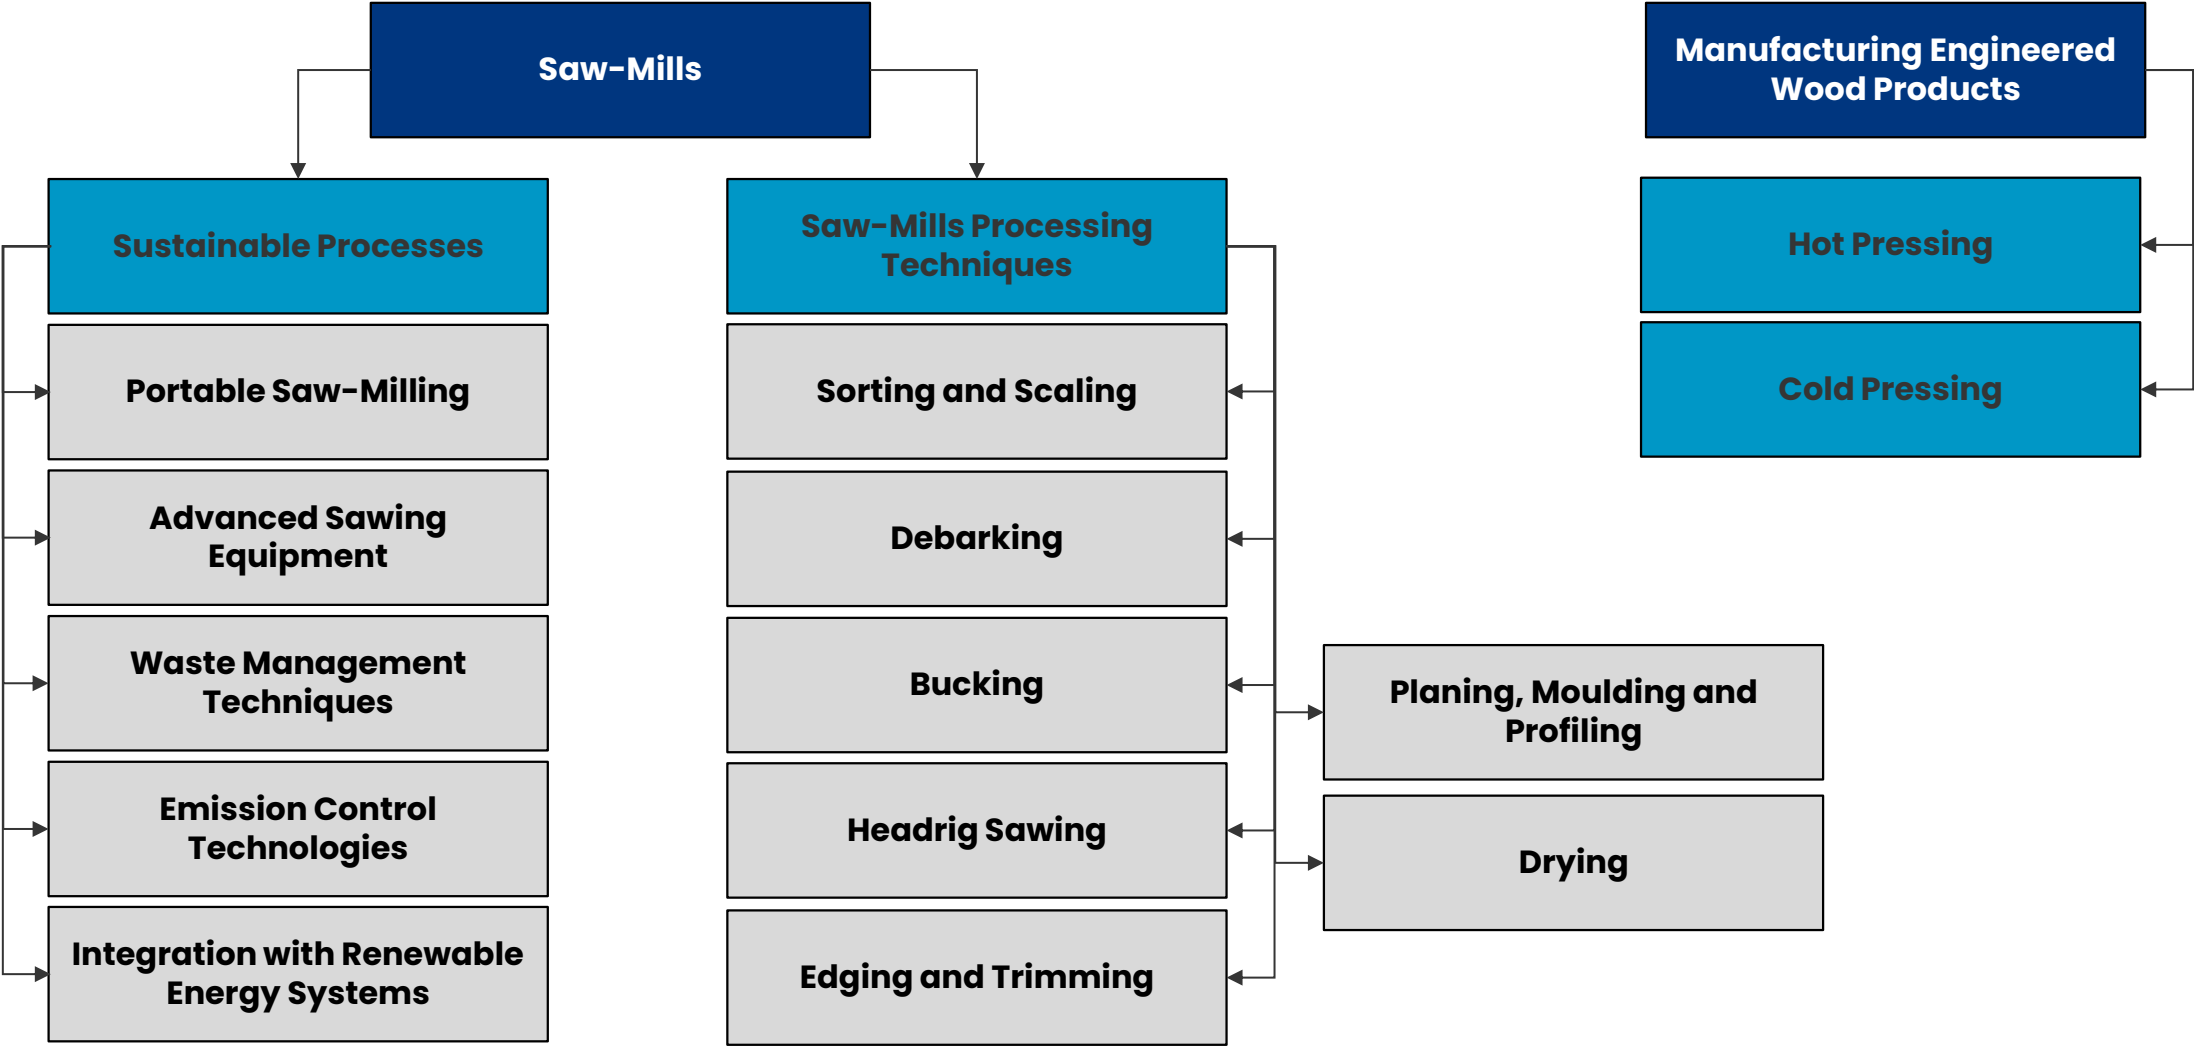 Saw-Mills
Manufacturing Engineered
Wood Products
Sustainable Processes
Saw-Mills Processing
Techniques
Hot Pressing
Cold Pressing
Portable Saw-Milling
Advanced Sawing
Equipment
Waste Management
Techniques
Emission Control
Technologies
Integration with Renewable
Energy Systems
Sorting and Scaling
Debarking
Bucking
Headrig Sawing
Edging and Trimming
Planing, Moulding and
Profiling
Drying